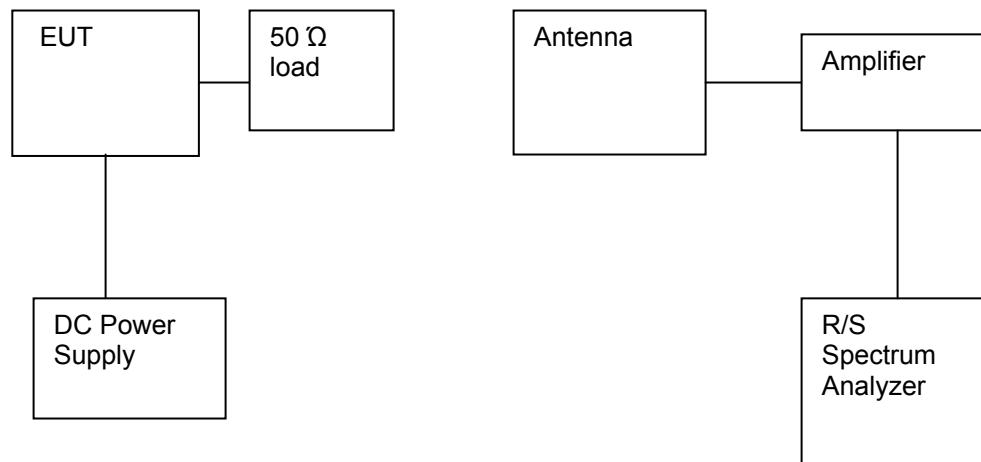 EUT
50 Ώ
load
Antenna
Amplifier
DC Power
Supply
R/S
Spectrum
Analyzer